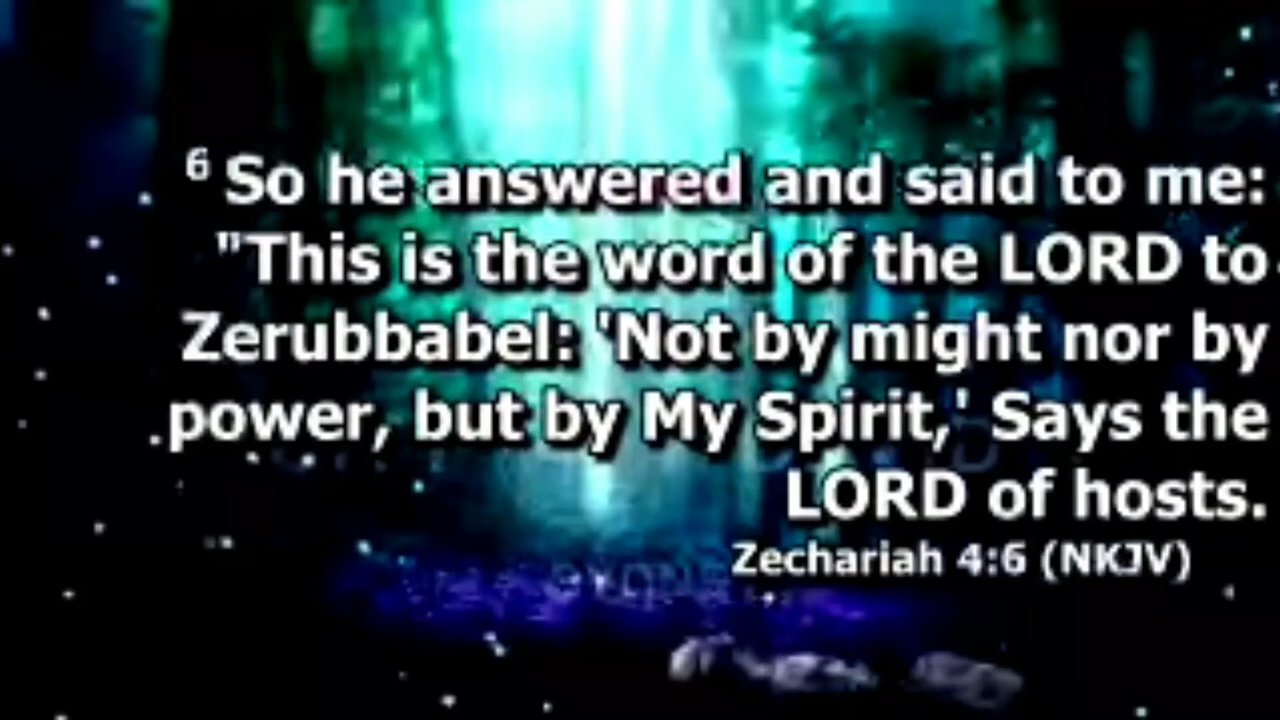 6 So he answered and said to me:
"This is the word of the LORD to
Zerubbabel: 'Not by might nor by
power, but by My Spirit,' Says the
LORD of hosts.
Zechariah 4:6 (NKJV)